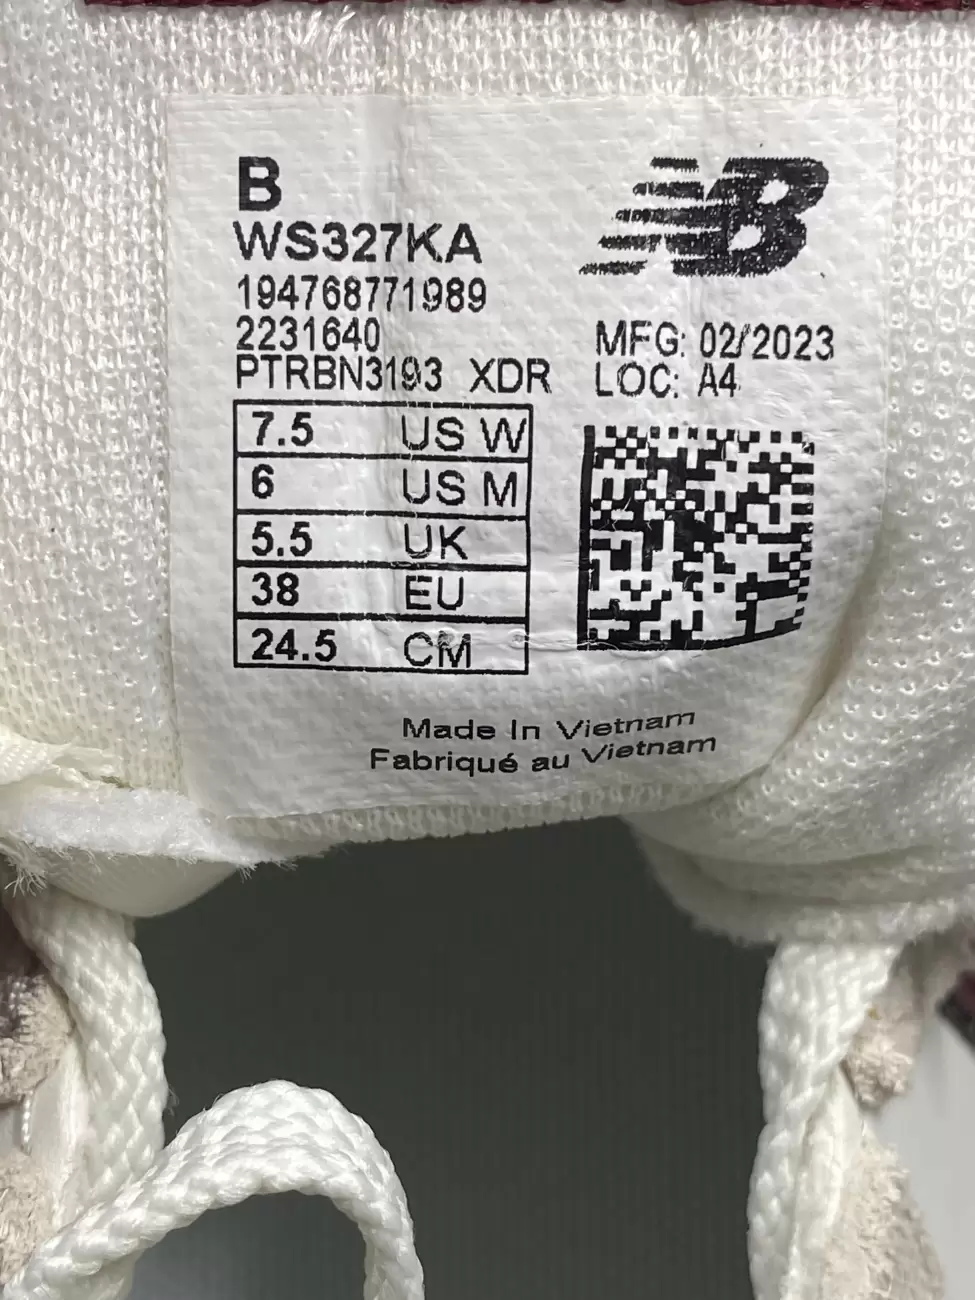 B
NB
WS327KA
194768771989
2231640
PTRBN3193 XDR
MFG: 02/2023
LOC: A4
7.5 US W
6 US M
5.5 UK
38 EU
24.5 CM
Made In Vietnam
Fabriqué au Vietnam